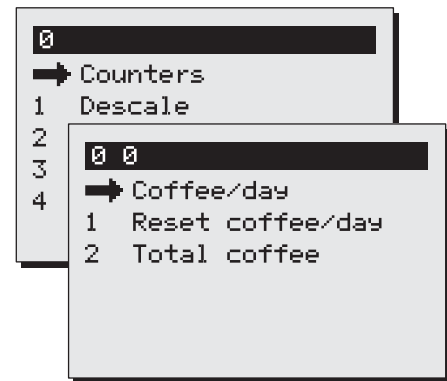 0
Counters
1 Descale
2
3
4
0 0
Coffee/day
1 Reset coffee/day
2 Total coffee